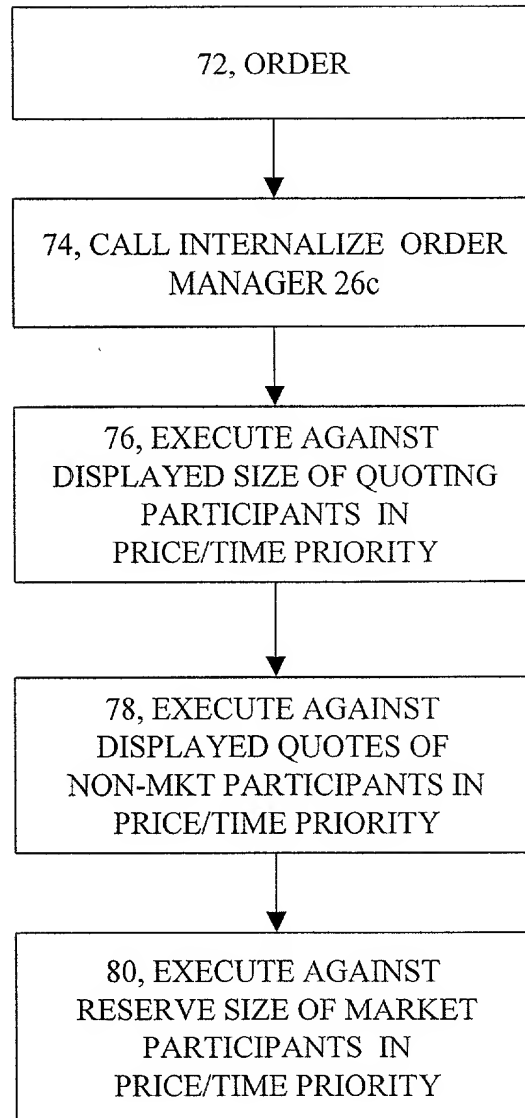 72, ORDER
74, CALL INTERNALIZE ORDER
MANAGER 26c
76, EXECUTE AGAINST
DISPLAYED SIZE OF QUOTING
PARTICIPANTS IN
PRICE/TIME PRIORITY
78, EXECUTE AGAINST
DISPLAYED QUOTES OF
NON-MKT PARTICIPANTS IN
PRICE/TIME PRIORITY
80, EXECUTE AGAINST
RESERVE SIZE OF MARKET
PARTICIPANTS IN
PRICE/TIME PRIORITY